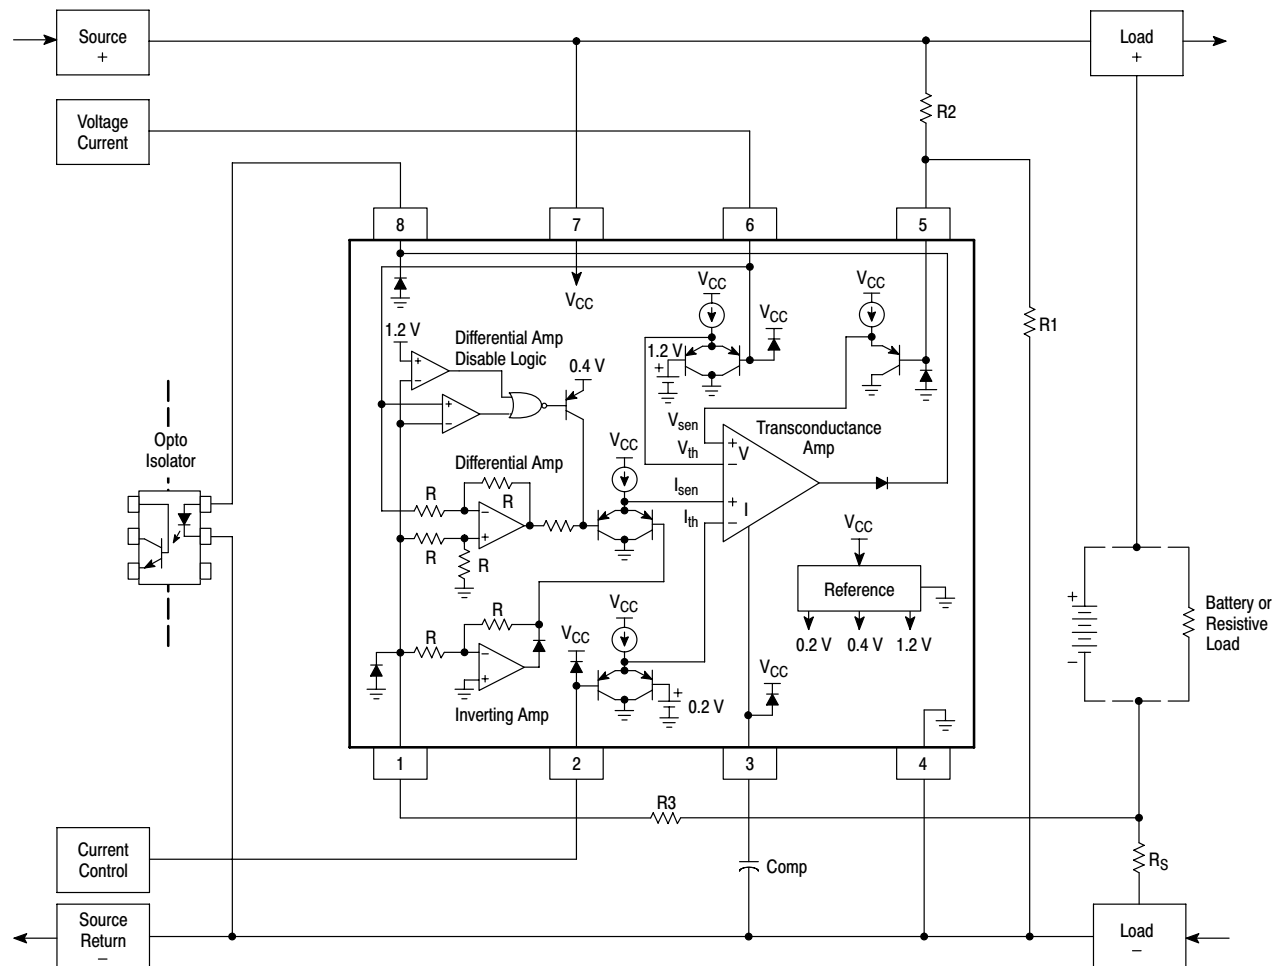 Source
+
Load
+
Voltage
Current
R2
8
7
6
5
V_CC
1.2 V
Differential Amp
Disable Logic
0.4 V
+
−
+
−
V_CC
V_CC
1.2 V
+
V_CC
R1
Opto
Isolator
V_sen
V_th
+
−
V
Transconductance
Amp
V_CC
Differential Amp
R
R
−
+
R
R
I_sen
I_th
+
−
I
V_CC
Reference
0.2 V
0.4 V
1.2 V
+
−
Battery or
Resistive
Load
R
R
−
+
Inverting Amp
V_CC
V_CC
+
0.2 V
V_CC
1
2
3
4
R3
Current
Control
Comp
R_S
Source
Return
−
Load
−